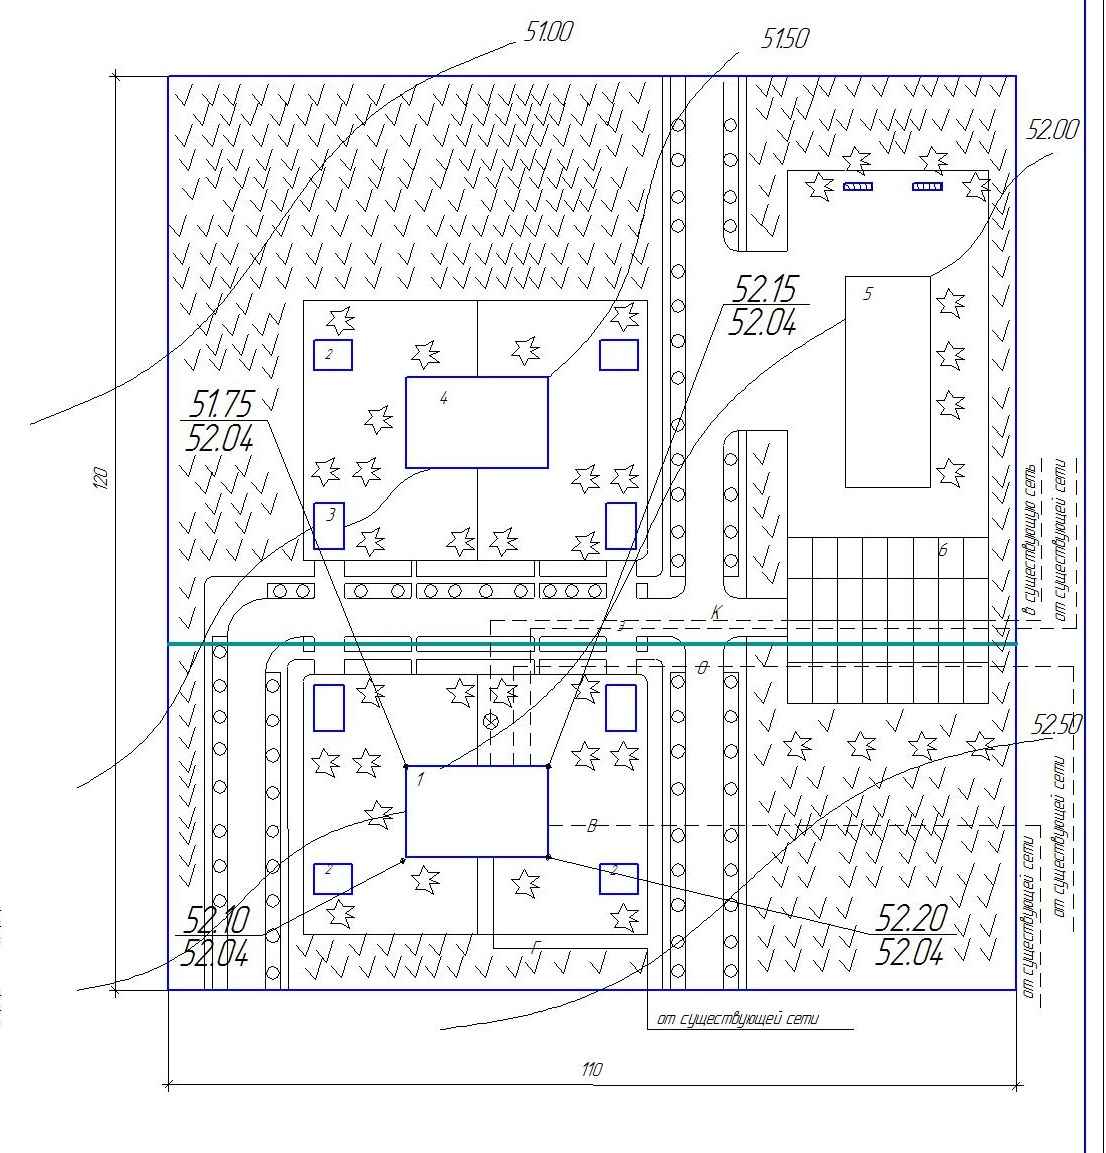 51.00
51.50
52.00
52.15
52.04
5
2
4
51.75
52.04
120
3
6
в существующую сеть
от существующей сети
К
э
О
52.50
1
В
2
2
от существующей сети
от существующей сети
52.10
52.04
52.20
52.04
Г
от существующей сети
110